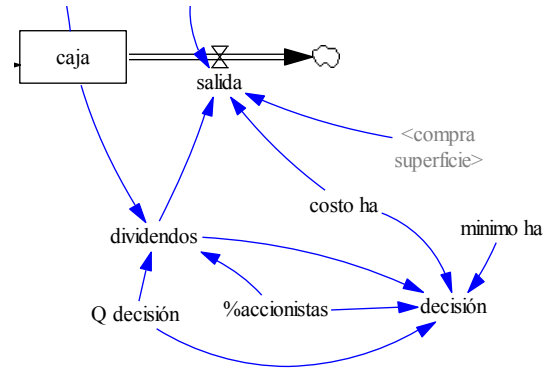 caja
salida
<compra
superficie>
costo ha
minimo ha
dividendos
Q decisión
%accionistas
decisión